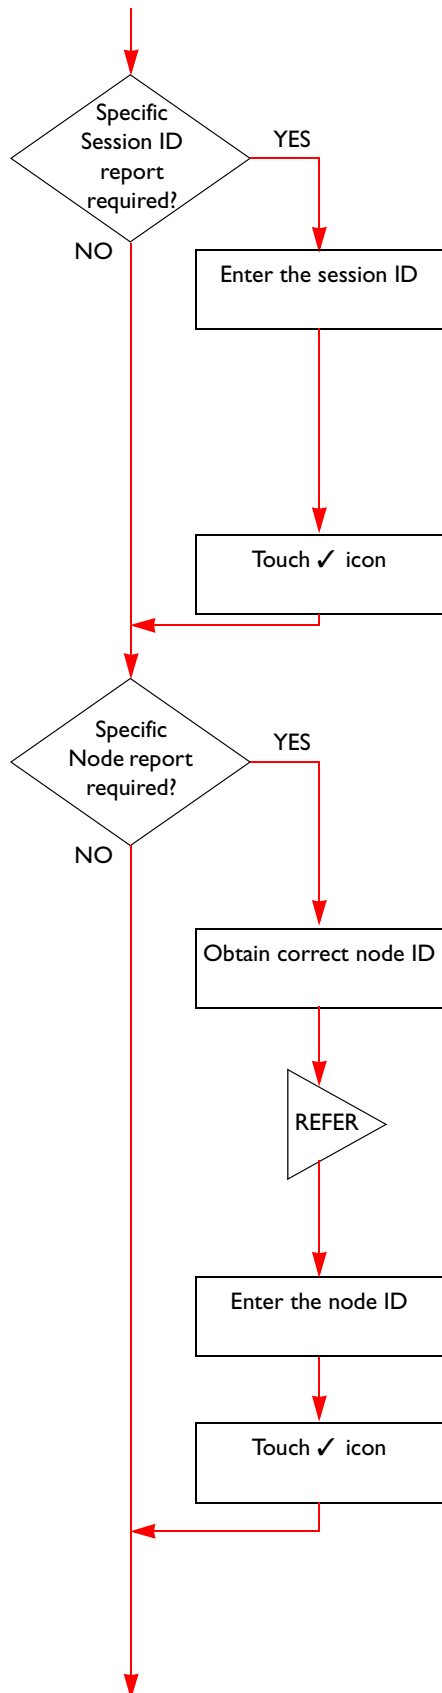 Specific
Session ID
report
required?
YES
NO
Enter the session ID
Touch ✓ icon
Specific
Node report
required?
YES
NO
Obtain correct node ID
REFER
Enter the node ID
Touch ✓ icon